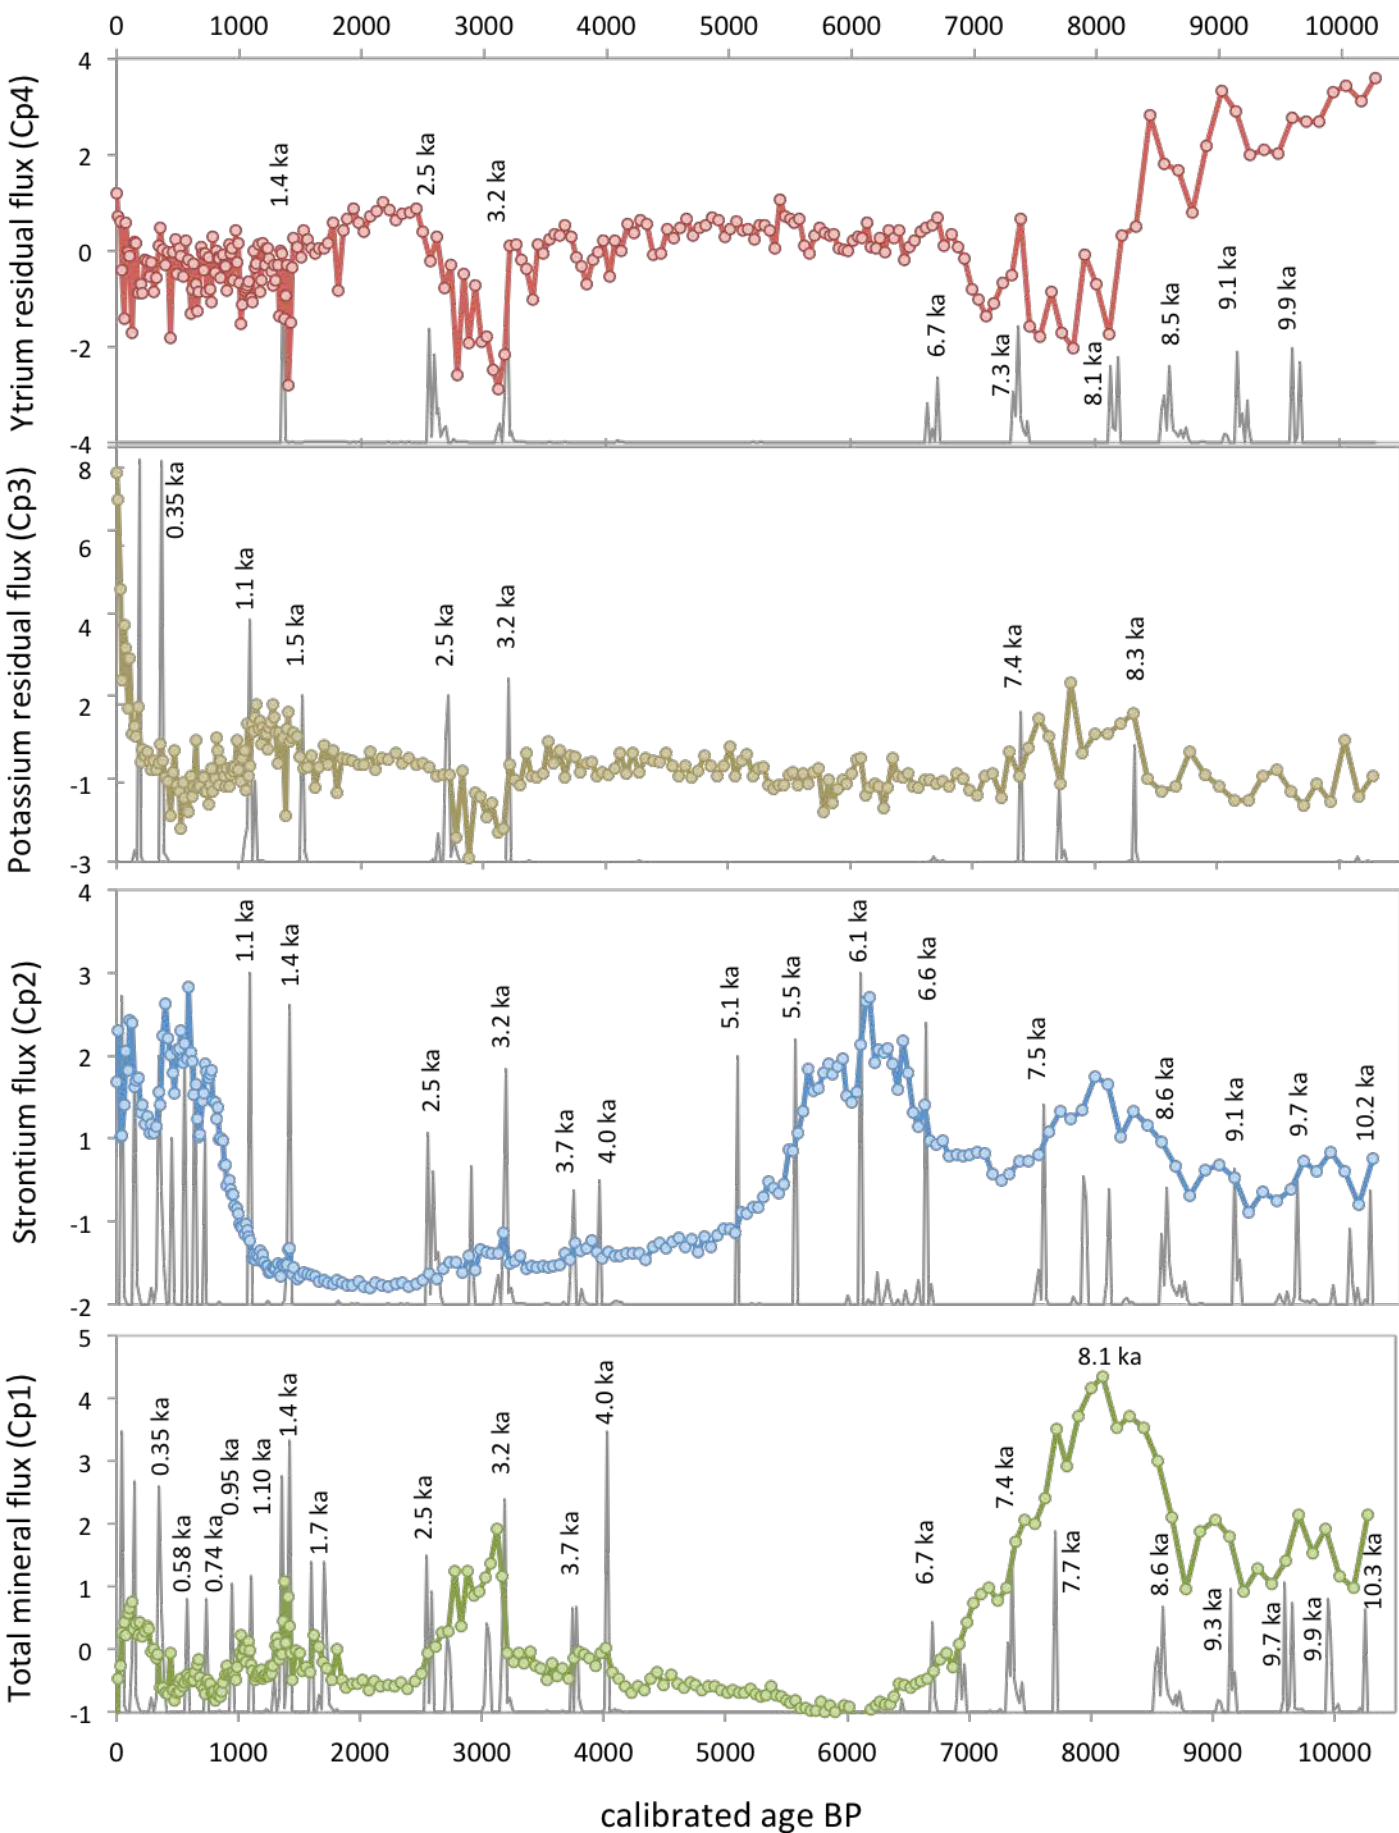 0 1000 2000 3000 4000 5000 6000 7000 8000 9000 10000
Ytrium residual flux (Cp4)
4
2
0
-2
-4
1.4 ka
2.5 ka
3.2 ka
6.7 ka
7.3 ka
8.1 ka
8.5 ka
9.1 ka
9.9 ka
Potassium residual flux (Cp3)
8
6
4
2
-1
-3
0.35 ka
1.1 ka
1.5 ka
2.5 ka
3.2 ka
7.4 ka
8.3 ka
Strontium flux (Cp2)
4
3
2
1
-1
-2
1.1 ka
1.4 ka
2.5 ka
3.2 ka
3.7 ka
4.0 ka
5.1 ka
5.5 ka
6.1 ka
6.6 ka
7.5 ka
8.6 ka
9.1 ka
9.7 ka
10.2 ka
Total mineral flux (Cp1)
5
4
3
2
1
0
-1
0.35 ka
0.58 ka
0.74 ka
0.95 ka
1.10 ka
1.4 ka
1.7 ka
2.5 ka
3.2 ka
3.7 ka
4.0 ka
6.7 ka
7.4 ka
7.7 ka
8.1 ka
8.6 ka
9.3 ka
9.7 ka
9.9 ka
10.3 ka
0 1000 2000 3000 4000 5000 6000 7000 8000 9000 10000
calibrated age BP